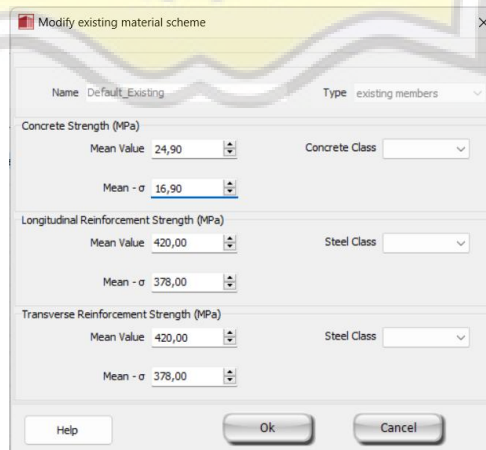 Modify existing material scheme
Name Default_Existing Type existing members
Concrete Strength (MPa)
Mean Value 24,90 Concrete Class
Mean - σ 16,90
Longitudinal Reinforcement Strength (MPa)
Mean Value 420,00 Steel Class
Mean - σ 378,00
Transverse Reinforcement Strength (MPa)
Mean Value 420,00 Steel Class
Mean - σ 378,00
Help Ok Cancel